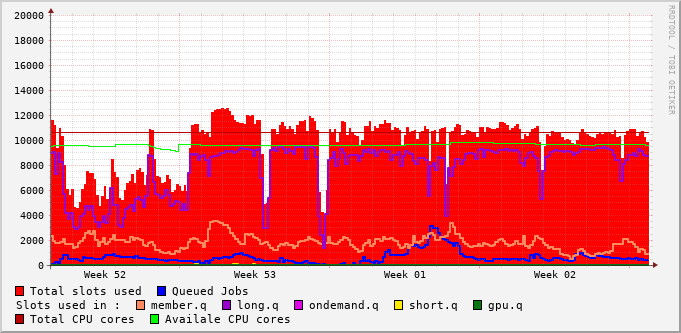 20000
18000
16000
14000
12000
10000
8000
6000
4000
2000
0
Week 52 Week 53 Week 01 Week 02
Total slots used Queued Jobs
Slots used in : member.q long.q ondemand.q short.q gpu.q
Total CPU cores Availale CPU cores
RRDTOOL / TOBI OETIKER